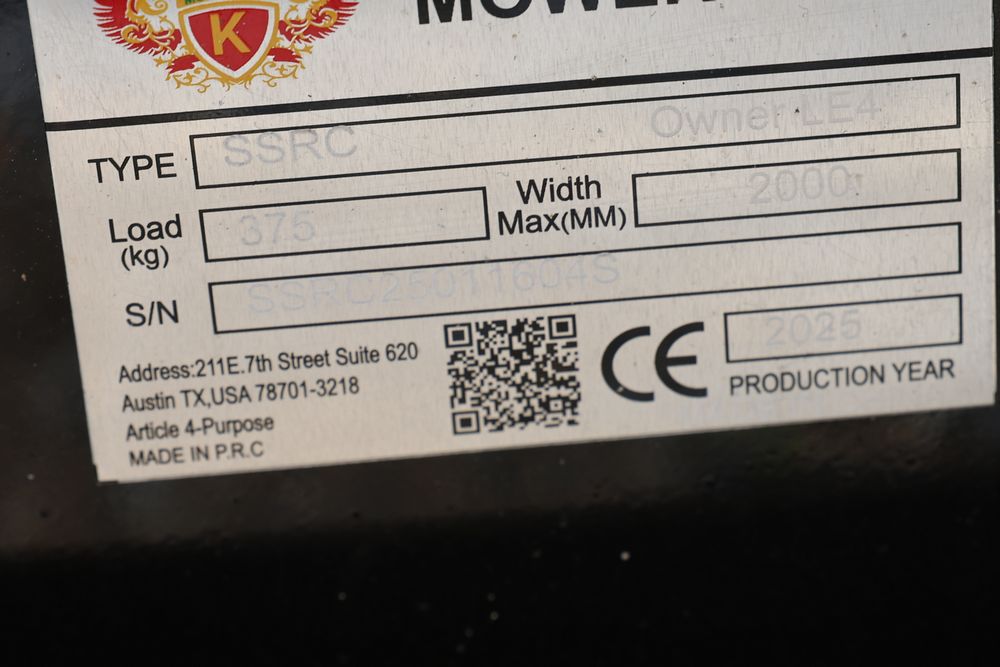 K
TYPE SSRC Owner LE4
Load (kg) 375 Width Max(MM) 2000
S/N SSRC25011604S
Address:211E.7th Street Suite 620
Austin TX,USA 78701-3218
Article 4-Purpose
MADE IN P.R.C
CE 2025
PRODUCTION YEAR